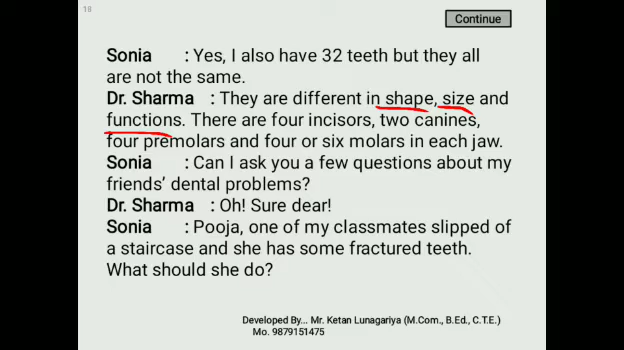 18
Continue
Sonia : Yes, I also have 32 teeth but they all
are not the same.
Dr. Sharma : They are different in shape, size and
functions. There are four incisors, two canines,
four premolars and four or six molars in each jaw.
Sonia : Can I ask you a few questions about my
friends' dental problems?
Dr. Sharma : Oh! Sure dear!
Sonia : Pooja, one of my classmates slipped of
a staircase and she has some fractured teeth.
What should she do?
Developed By... Mr. Ketan Lunagariya (M.Com., B.Ed., C.T.E.)
Mo. 9879151475